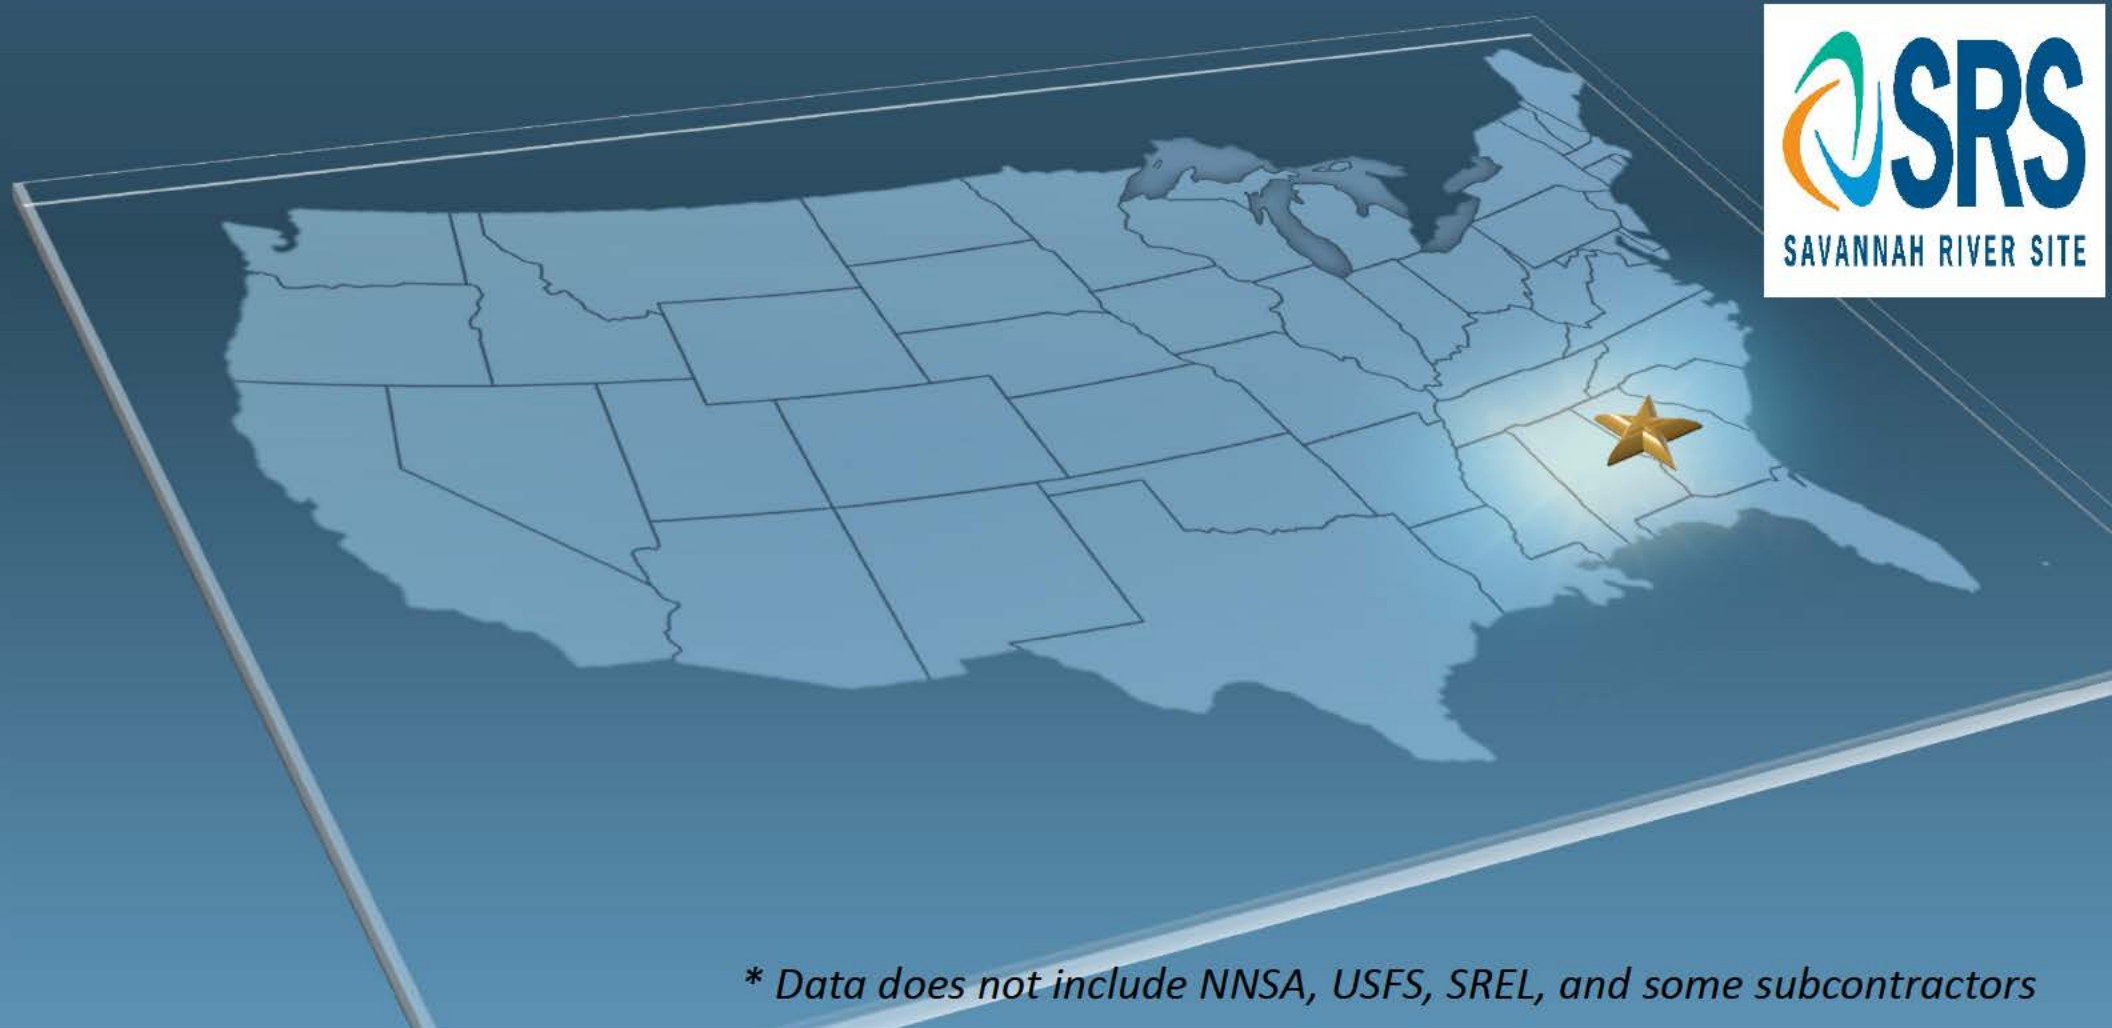 SRS
SAVANNAH RIVER SITE
* Data does not include NNSA, USFS, SREL, and some subcontractors